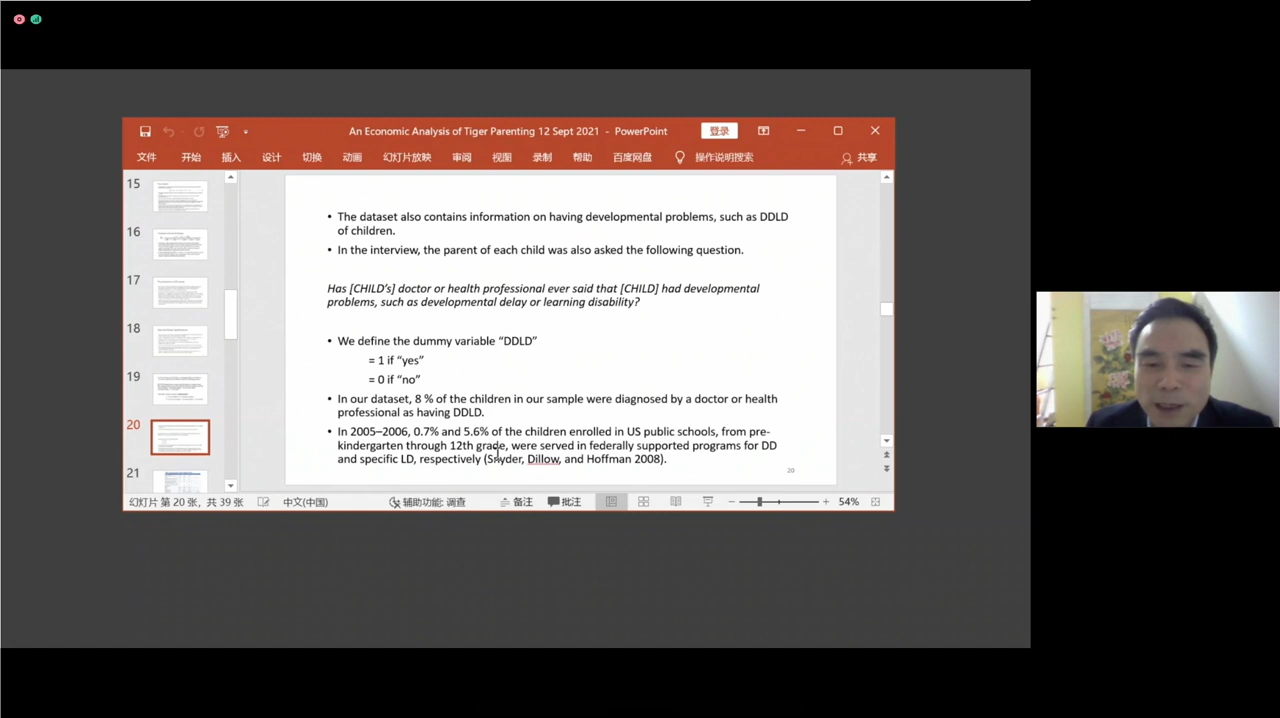 An Economic Analysis of Tiger Parenting 12 Sept 2021 - PowerPoint
登录
文件 开始 插入 设计 切换 动画 幻灯片放映 审阅 视图 录制 帮助 百度网盘 操作说明搜索 共享
15
16
17
18
19
20
21
• The dataset also contains information on having developmental problems, such as DDLD
of children.
• In the interview, the parent of each child was also asked the following question.
Has [CHILD's] doctor or health professional ever said that [CHILD] had developmental
problems, such as developmental delay or learning disability?
• We define the dummy variable “DDLD”
= 1 if “yes”
= 0 if “no”
• In our dataset, 8 % of the children in our sample were diagnosed by a doctor or health
professional as having DDLD.
• In 2005–2006, 0.7% and 5.6% of the children enrolled in US public schools, from pre-
kindergarten through 12th grade, were served in federally supported programs for DD
and specific LD, respectively (Snyder, Dillow, and Hoffman 2008).
20
幻灯片 第 20 张，共 39 张 中文(中国) 辅助功能: 调查 备注 批注 54%